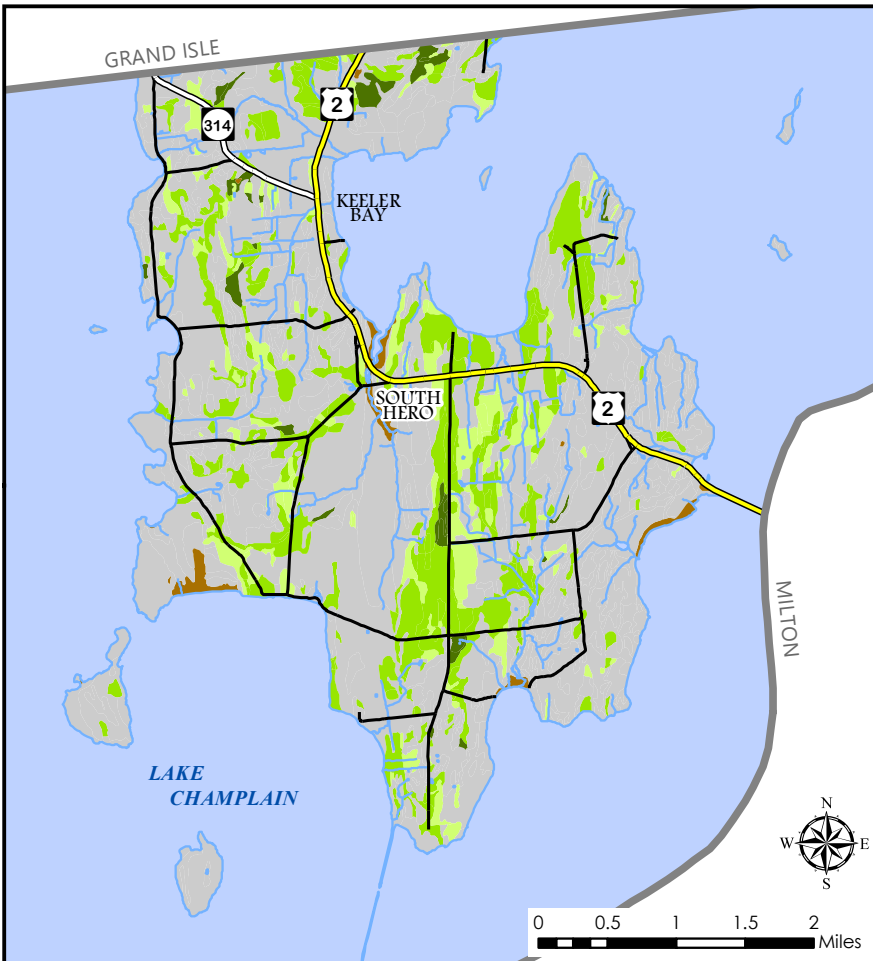 GRAND ISLE
2
314
KEELER
BAY
SOUTH
HERO
2
MILTON
LAKE
CHAMPLAIN
N
W E
S
0 0.5 1 1.5 2
Miles